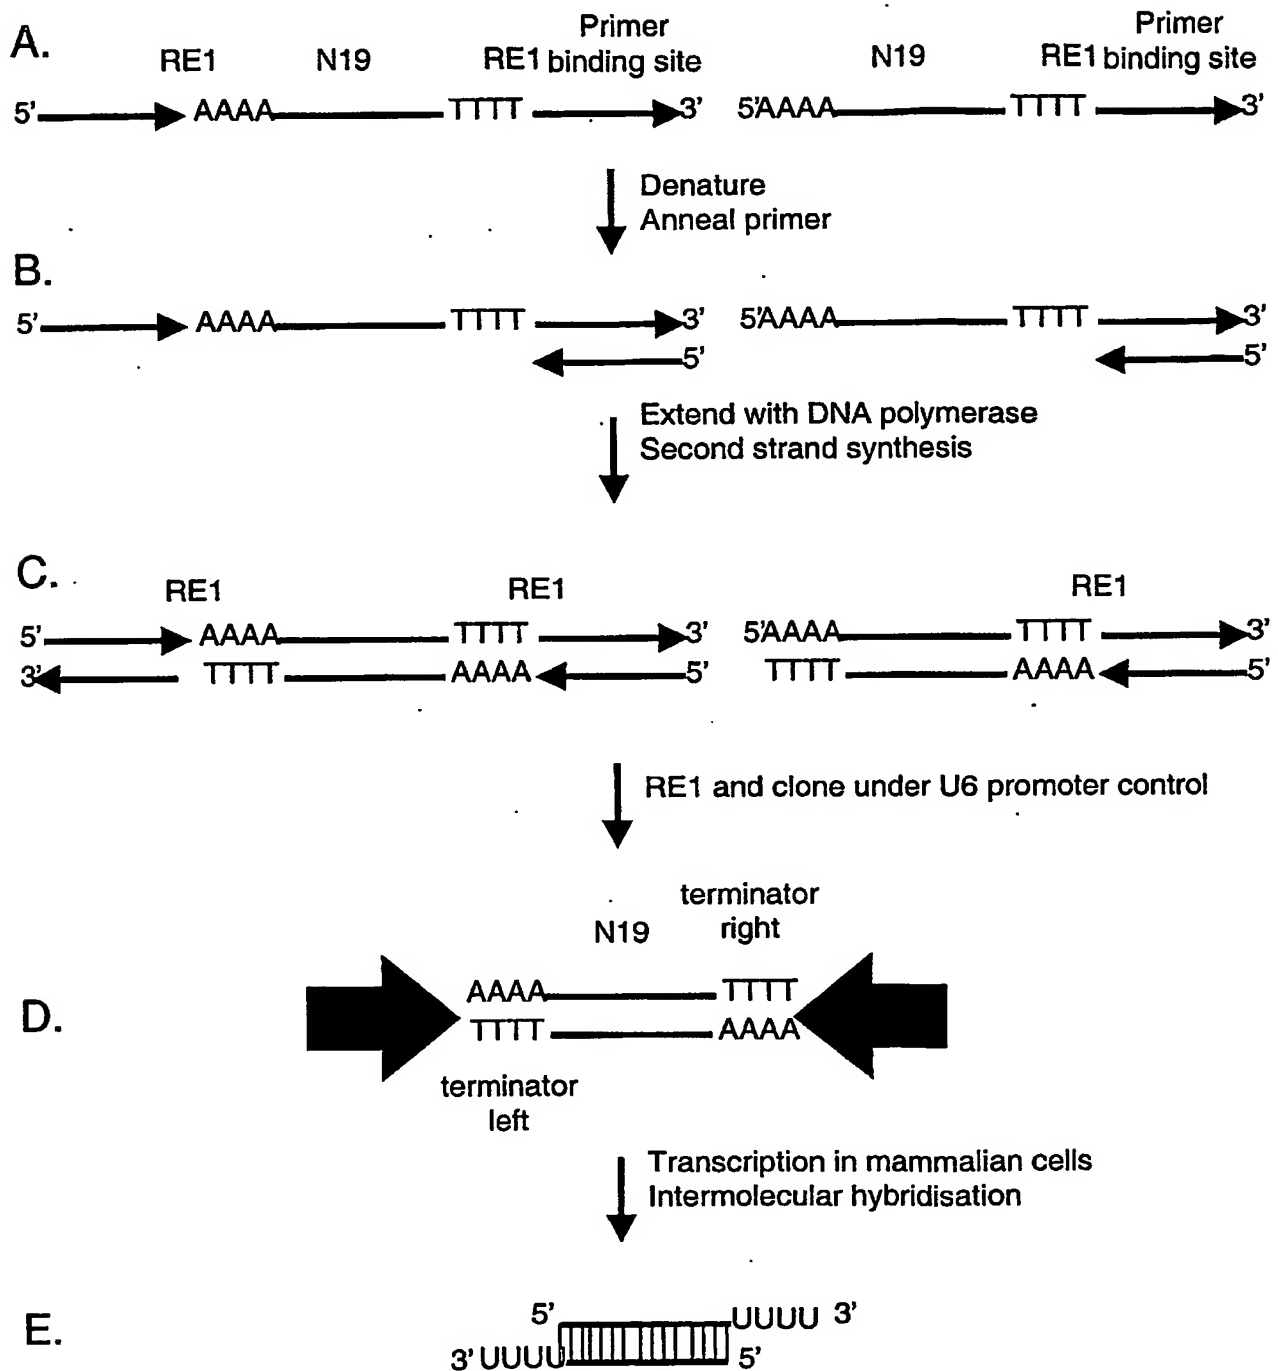 A.
RE1 N19 RE1 Primer binding site N19 RE1 Primer binding site
5' AAAA TTTT 3' 5'AAAA TTTT 3'
Denature
Anneal primer
B.
5' AAAA TTTT 3' 5'AAAA TTTT 3'
5' 5'
Extend with DNA polymerase
Second strand synthesis
C.
RE1 RE1 RE1
5' AAAA TTTT 3' 5'AAAA TTTT 3'
3' TTTT AAAA 5' TTTT AAAA 5'
RE1 and clone under U6 promoter control
terminator
N19 right
D.
AAAA TTTT
TTTT AAAA
terminator
left
Transcription in mammalian cells
Intermolecular hybridisation
E.
5' UUUU 3'
3' UUUU 5'